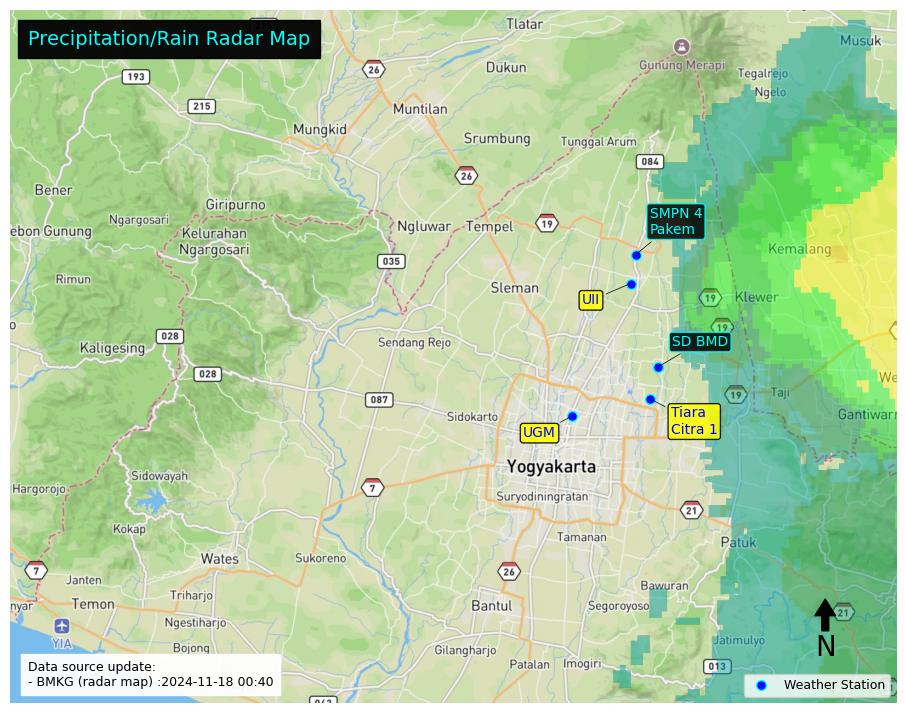 Precipitation/Rain Radar Map
Tlatar
Musuk
26
Gunung Merapi
193
Dukun
Tegalrejo
Ngelo
215
Muntilan
Mungkid
Srumbung
Tunggal Arum
084
26
Bener
Giripurno
SMPN 4
Pakem
Ngargosari
Ngluwar
Tempel
19
ebon Gunung
Kelurahan
Ngargosari
Kemalang
035
Rimun
Sleman
UII
19
Klewer
19
028
Sendang Rejo
SD BMD
Kaligesing
028
We
087
19
Taji
Sidokarto
Tiara
Citra 1
Gantiwarn
UGM
Yogyakarta
Sidowayah
Hargorojo
7
Suryodiningratan
21
Kokap
Tamanan
Patuk
Wates
Sukoreno
7
26
Janten
Bawuran
Triharjo
nyar
Temon
Bantul
Segoroyoso
21
Ngestiharjo
YIA
N
Jatimulyo
Bojong
Gilangharjo
Data source update:
Patalan
Imogiri
013
- BMKG (radar map) :2024-11-18 00:40
Weather Station